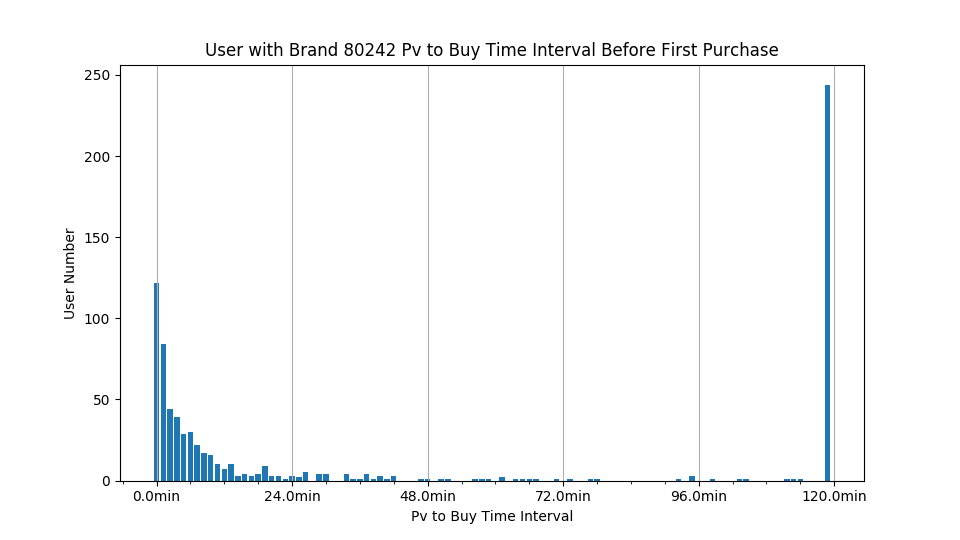 User with Brand 80242 Pv to Buy Time Interval Before First Purchase
250
200
150
100
50
0
User Number
0.0min 24.0min 48.0min 72.0min 96.0min 120.0min
Pv to Buy Time Interval